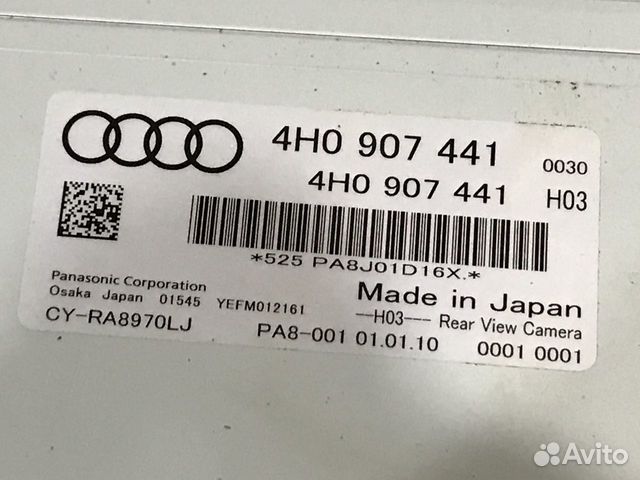 4H0 907 441 0030
4H0 907 441 H03
*525 PA8J01D16X.*
Panasonic Corporation
Osaka Japan 01545 YEFM012161
Made in Japan
--H03--- Rear View Camera
CY-RA8970LJ PA8-001 01.01.10 0001 0001
Avito